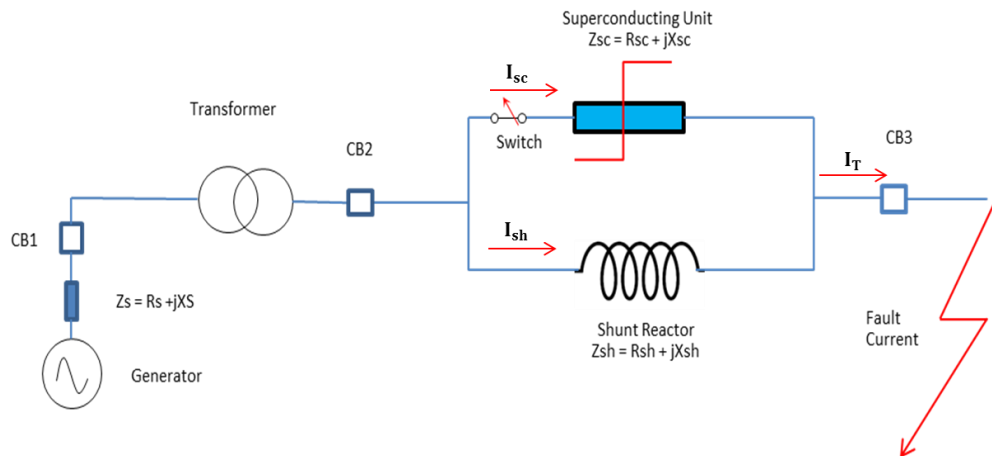 Superconducting Unit
Zsc = Rsc + jXsc
Isc
Transformer
Switch
CB2
CB3
IT
CB1
Ish
Zs = Rs +jXS
Shunt Reactor
Zsh = Rsh + jXsh
Fault
Current
Generator